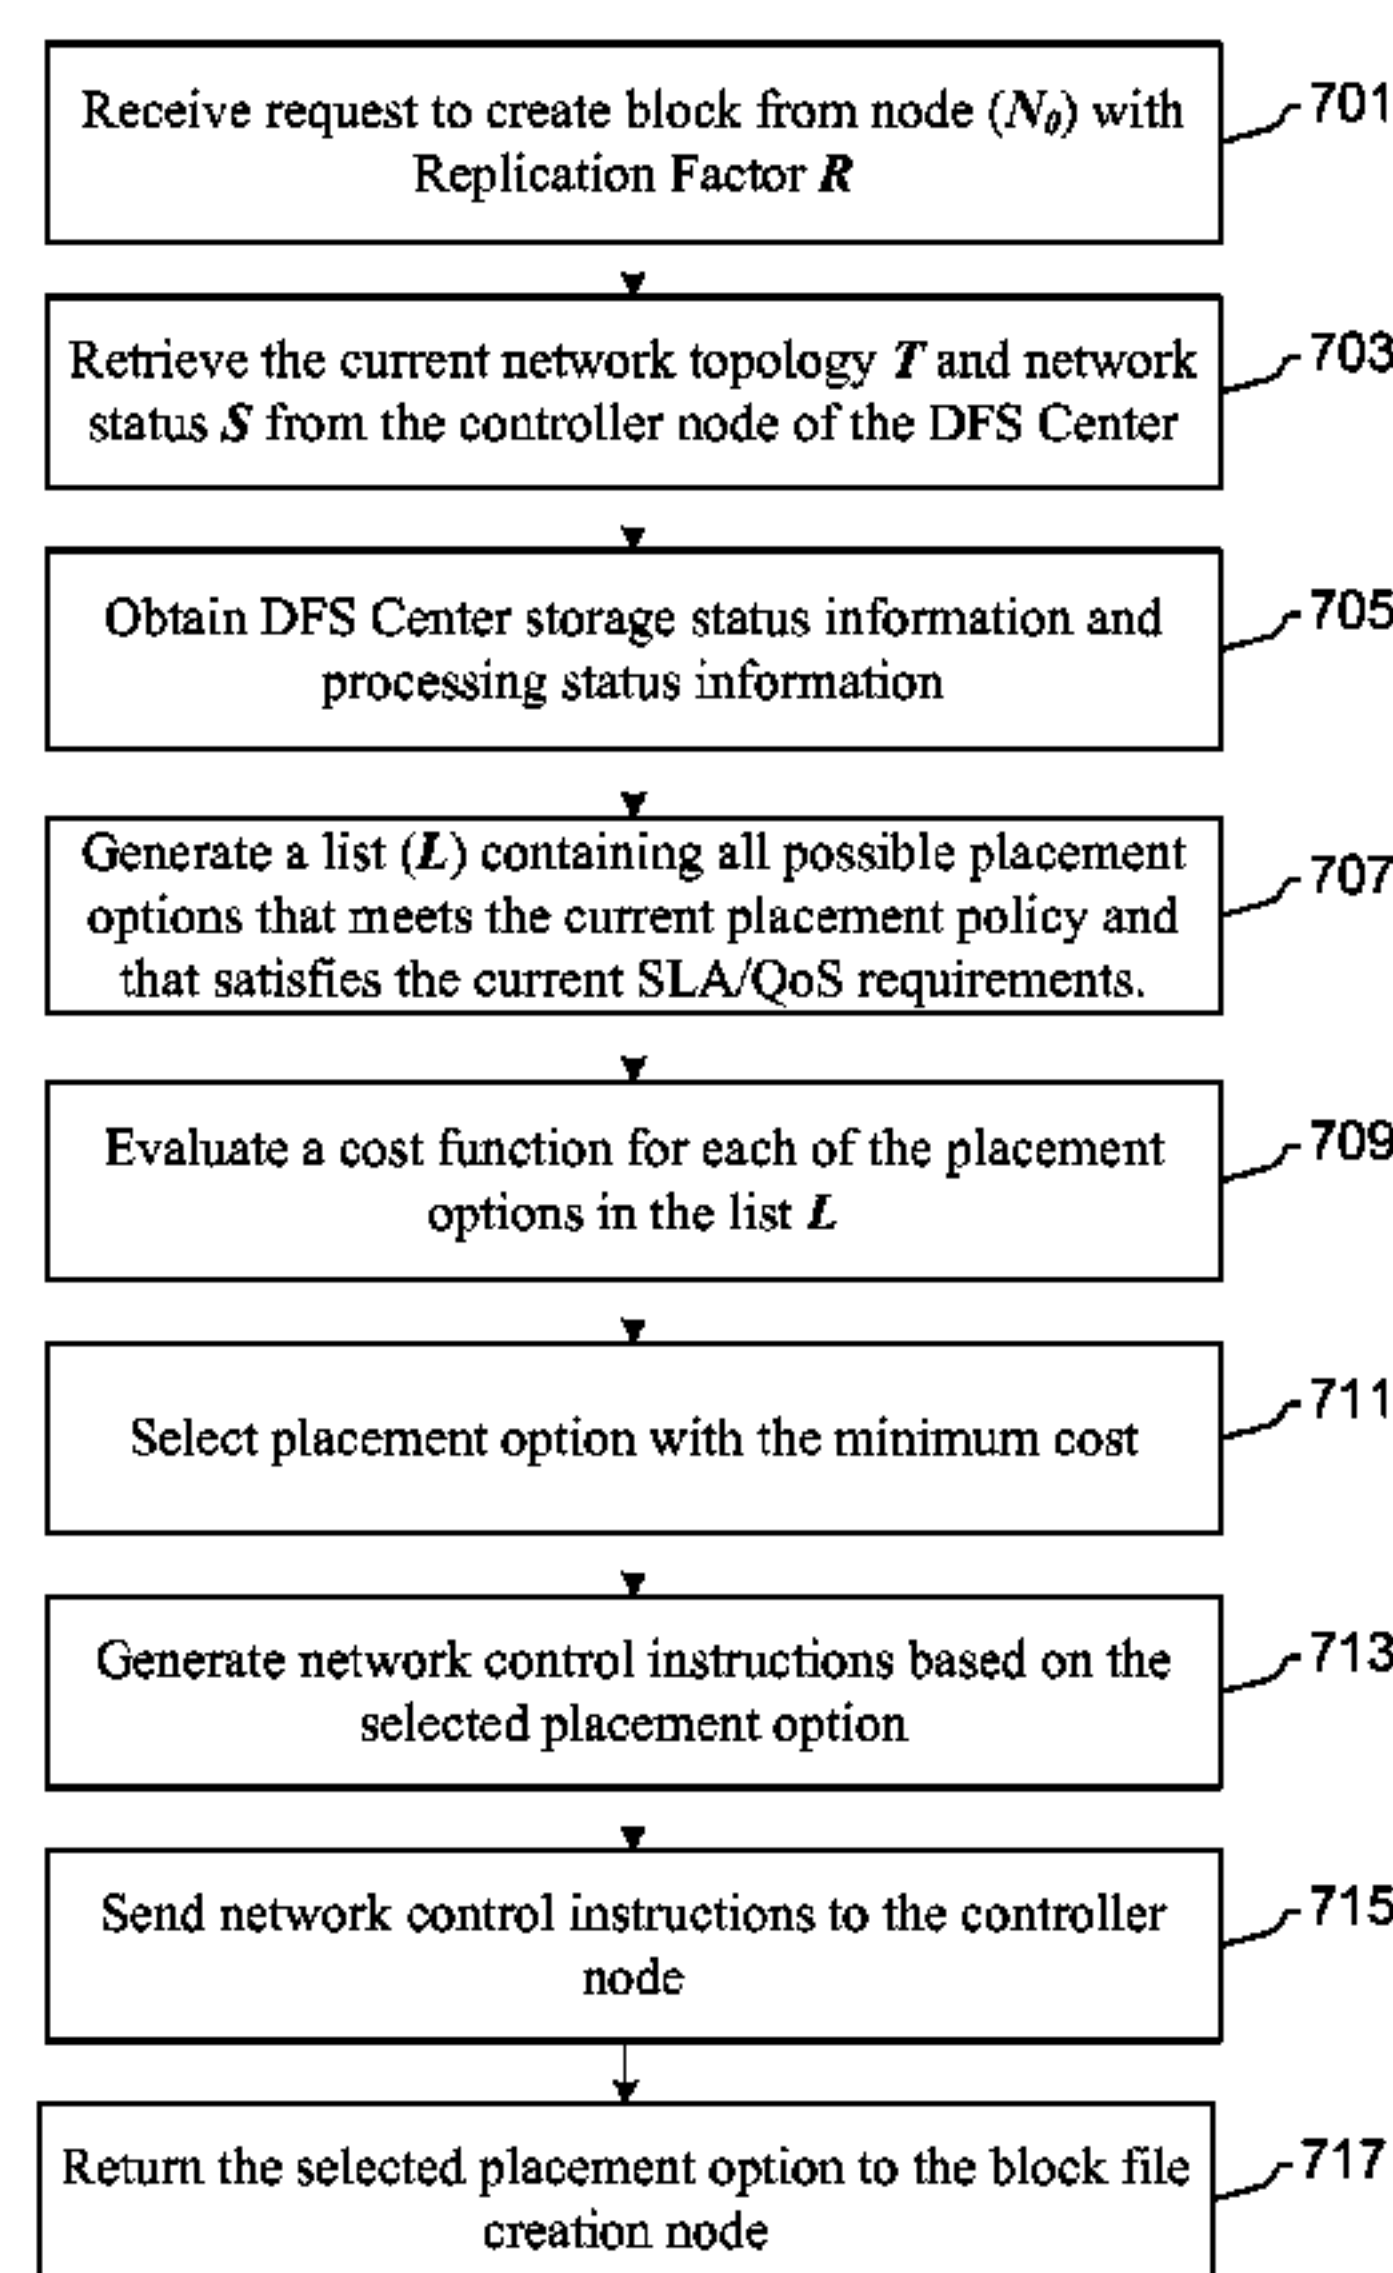 Receive request to create block from node (N0) with
Replication Factor R
701
Retrieve the current network topology T and network
status S from the controller node of the DFS Center
703
Obtain DFS Center storage status information and
processing status information
705
Generate a list (L) containing all possible placement
options that meets the current placement policy and
that satisfies the current SLA/QoS requirements.
707
Evaluate a cost function for each of the placement
options in the list L
709
Select placement option with the minimum cost
711
Generate network control instructions based on the
selected placement option
713
Send network control instructions to the controller
node
715
Return the selected placement option to the block file
creation node
717